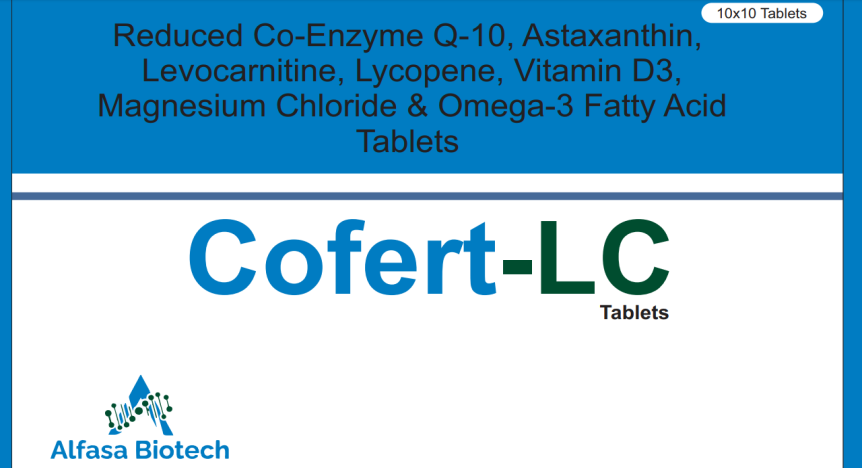 10x10 Tablets
Reduced Co-Enzyme Q-10, Astaxanthin,
Levocarnitine, Lycopene, Vitamin D3,
Magnesium Chloride & Omega-3 Fatty Acid
Tablets
Cofert-LC
Tablets
Alfasa Biotech